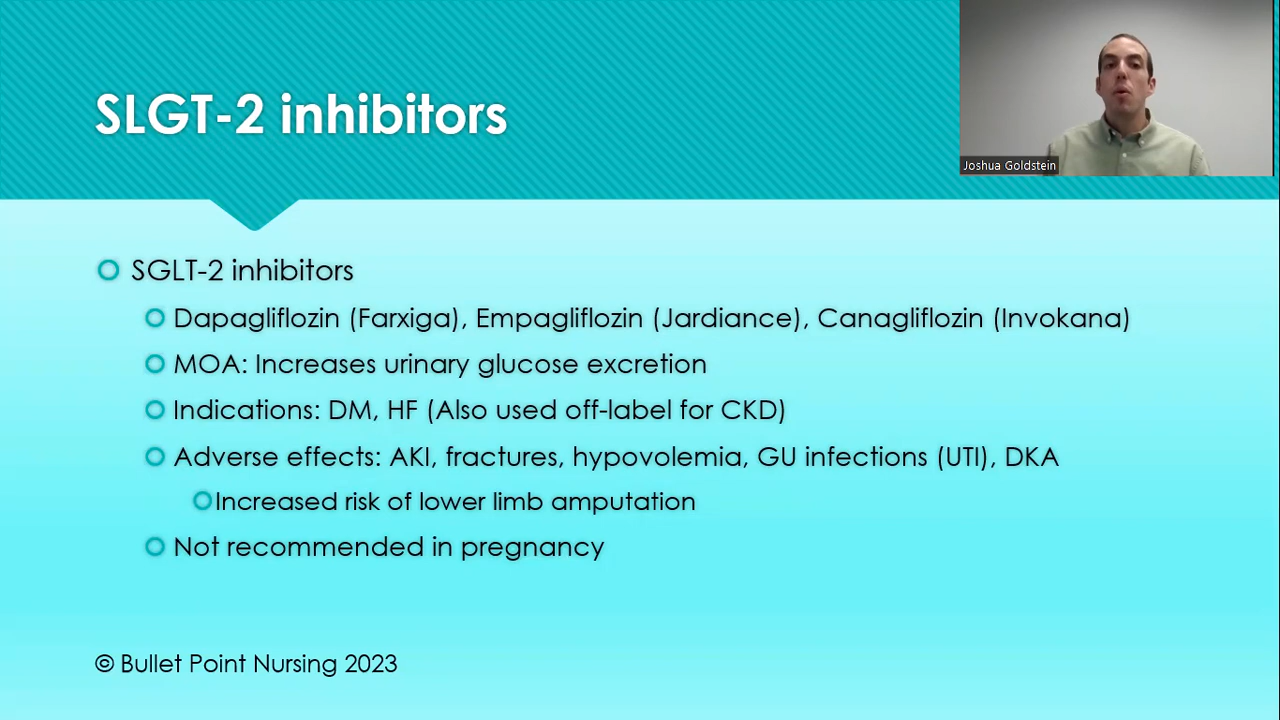 SLGT-2 inhibitors
Joshua Goldstein
SGLT-2 inhibitors
Dapagliflozin (Farxiga), Empagliflozin (Jardiance), Canagliflozin (Invokana)
MOA: Increases urinary glucose excretion
Indications: DM, HF (Also used off-label for CKD)
Adverse effects: AKI, fractures, hypovolemia, GU infections (UTI), DKA
Increased risk of lower limb amputation
Not recommended in pregnancy
© Bullet Point Nursing 2023